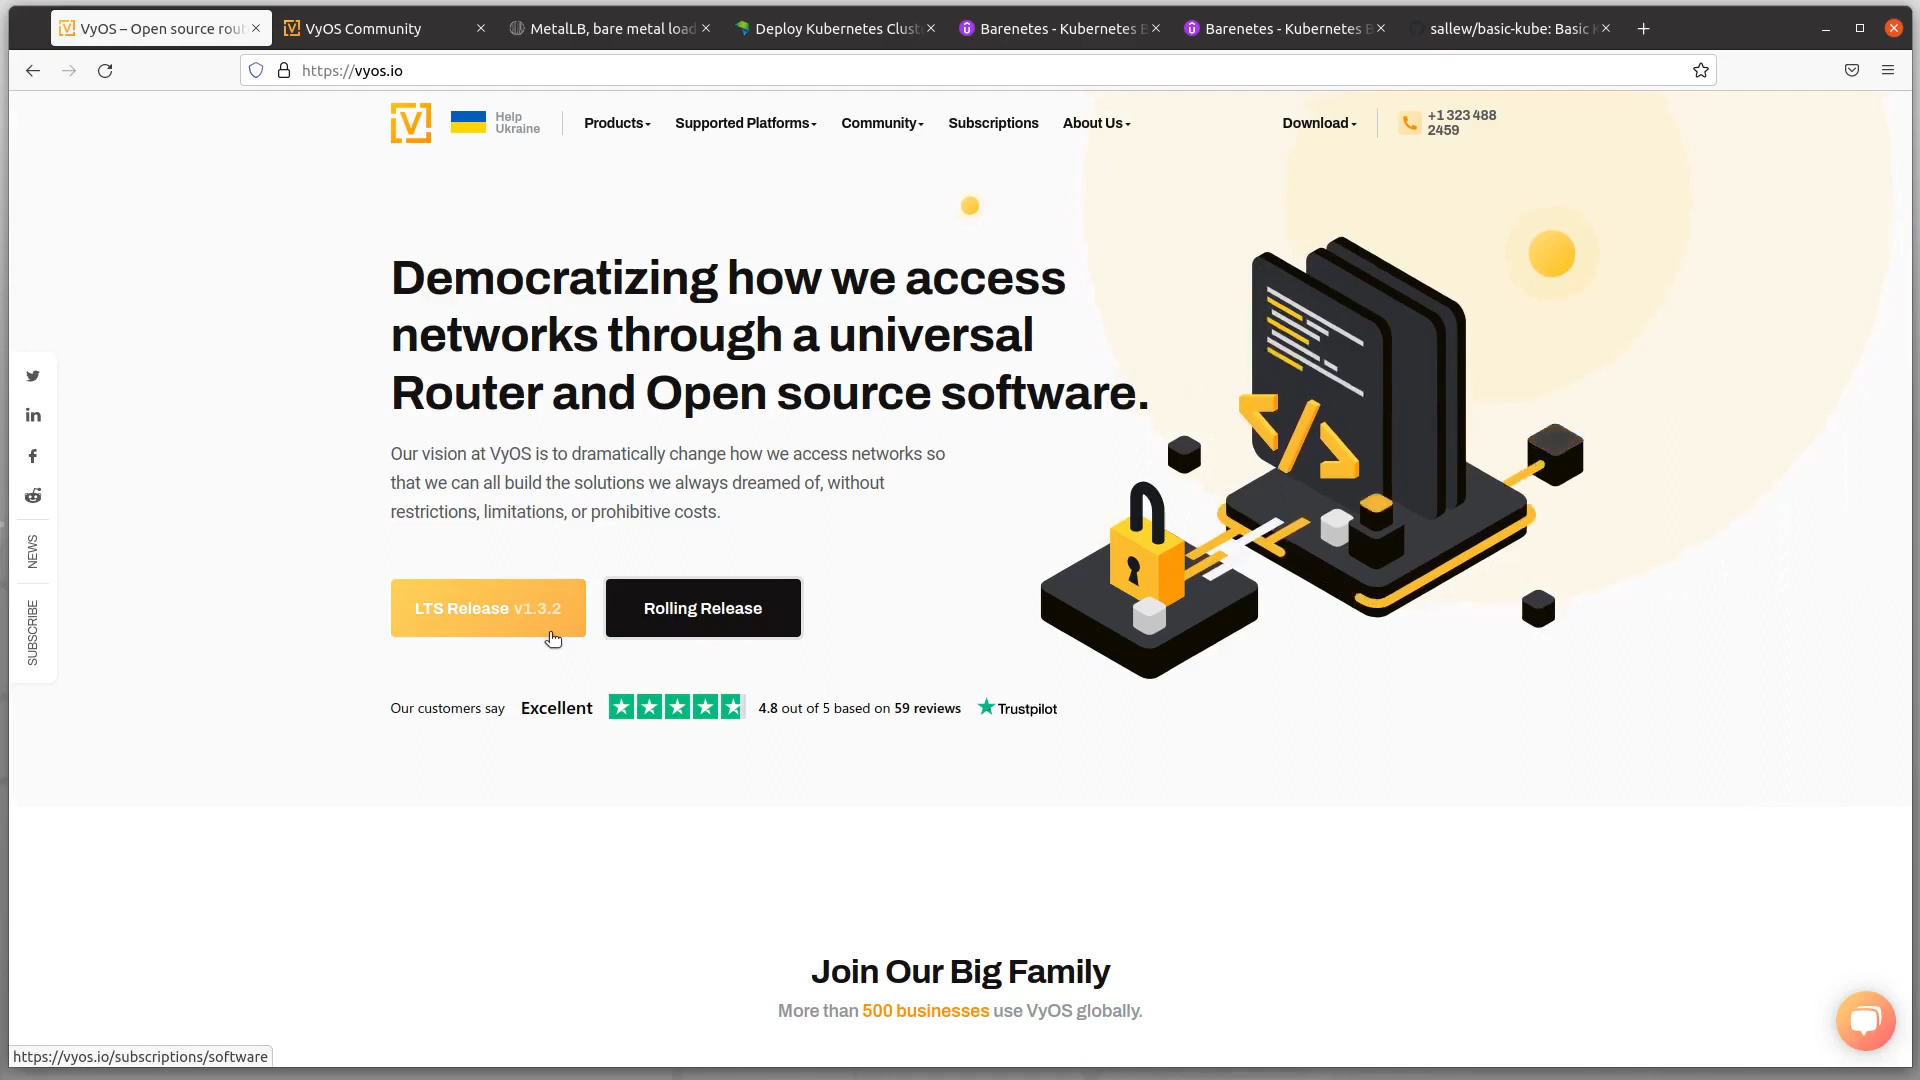 VyOS – Open source rout
VyOS Community
MetalLB, bare metal load
Deploy Kubernetes Clust
Barenetes - Kubernetes B
Barenetes - Kubernetes B
sallew/basic-kube: Basic K
https://vyos.io
Help
Ukraine
Products
Supported Platforms
Community
Subscriptions
About Us
Download
+1 323 488
2459
Democratizing how we access
networks through a universal
Router and Open source software.
Our vision at VyOS is to dramatically change how we access networks so
that we can all build the solutions we always dreamed of, without
restrictions, limitations, or prohibitive costs.
NEWS
SUBSCRIBE
LTS Release v1.3.2
Rolling Release
Our customers say Excellent 4.8 out of 5 based on 59 reviews Trustpilot
Join Our Big Family
More than 500 businesses use VyOS globally.
https://vyos.io/subscriptions/software